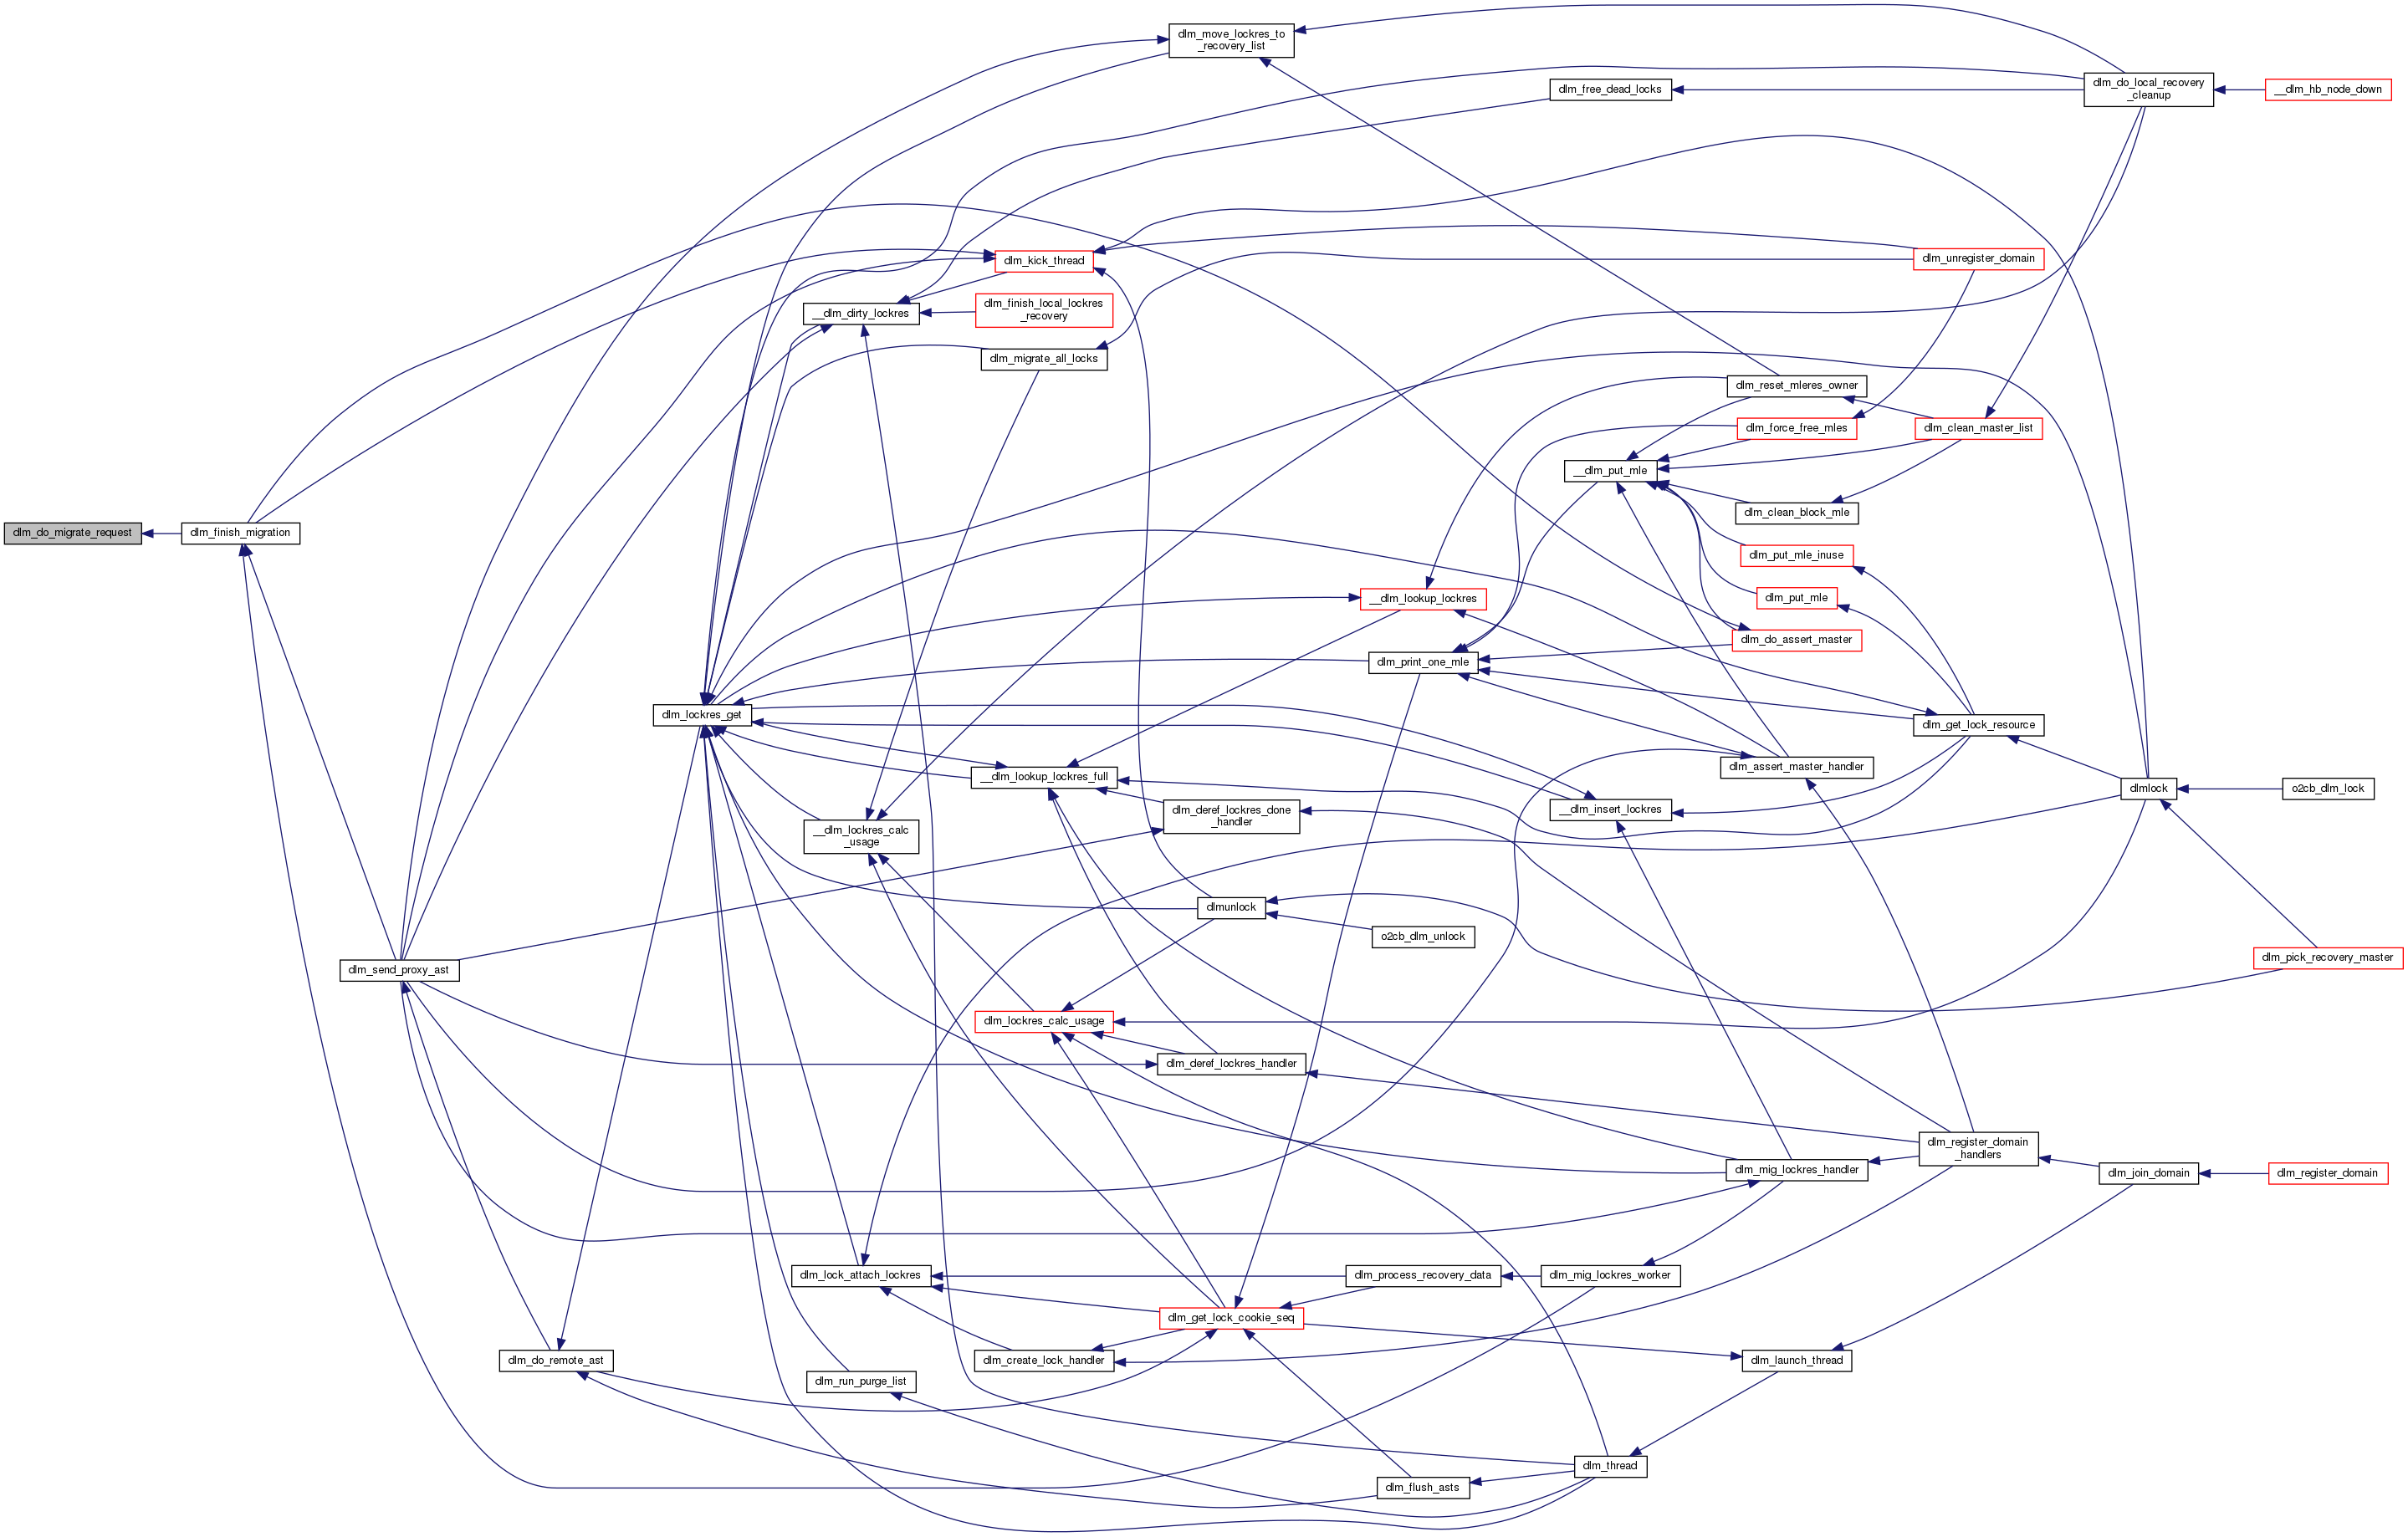 dlm_move_lockres_to
_recovery_list
dlm_free_dead_locks
dlm_do_local_recovery
_cleanup
__dlm_hb_node_down
dlm_kick_thread
dlm_unregister_domain
__dlm_dirty_lockres
dlm_finish_local_lockres
_recovery
dlm_migrate_all_locks
dlm_reset_mleres_owner
dlm_force_free_mles
dlm_clean_master_list
__dlm_put_mle
dlm_clean_block_mle
dlm_do_migrate_request
dlm_finish_migration
dlm_put_mle_inuse
__dlm_lookup_lockres
dlm_put_mle
dlm_do_assert_master
dlm_print_one_mle
dlm_lockres_get
dlm_get_lock_resource
__dlm_lookup_lockres_full
dlm_assert_master_handler
dlm_deref_lockres_done
_handler
__dlm_insert_lockres
dlmlock
o2cb_dlm_lock
__dlm_lockres_calc
_usage
dlmunlock
o2cb_dlm_unlock
dlm_pick_recovery_master
dlm_send_proxy_ast
dlm_lockres_calc_usage
dlm_deref_lockres_handler
dlm_register_domain
_handlers
dlm_mig_lockres_handler
dlm_join_domain
dlm_register_domain
dlm_lock_attach_lockres
dlm_process_recovery_data
dlm_mig_lockres_worker
dlm_get_lock_cookie_seq
dlm_do_remote_ast
dlm_create_lock_handler
dlm_launch_thread
dlm_run_purge_list
dlm_thread
dlm_flush_asts